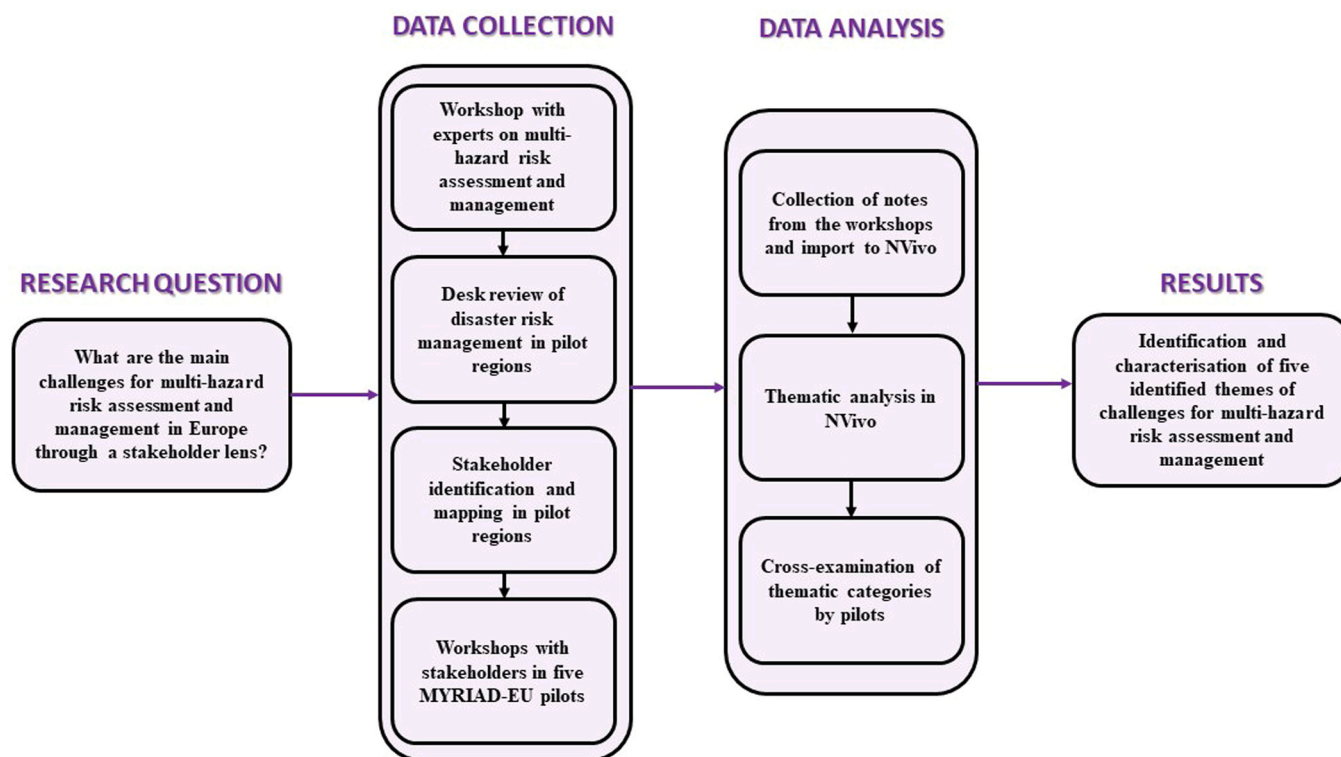 RESEARCH QUESTION
What are the main
challenges for multi-hazard
risk assessment and
management in Europe
through a stakeholder lens?
DATA COLLECTION
Workshop with
experts on multi-
hazard risk
assessment and
management
Desk review of
disaster risk
management in pilot
regions
Stakeholder
identification and
mapping in pilot
regions
Workshops with
stakeholders in five
MYRIAD-EU pilots
DATA ANALYSIS
Collection of notes
from the workshops
and import to NVivo
Thematic analysis in
NVivo
Cross-examination of
thematic categories
by pilots
RESULTS
Identification and
characterisation of five
identified themes of
challenges for multi-hazard
risk assessment and
management